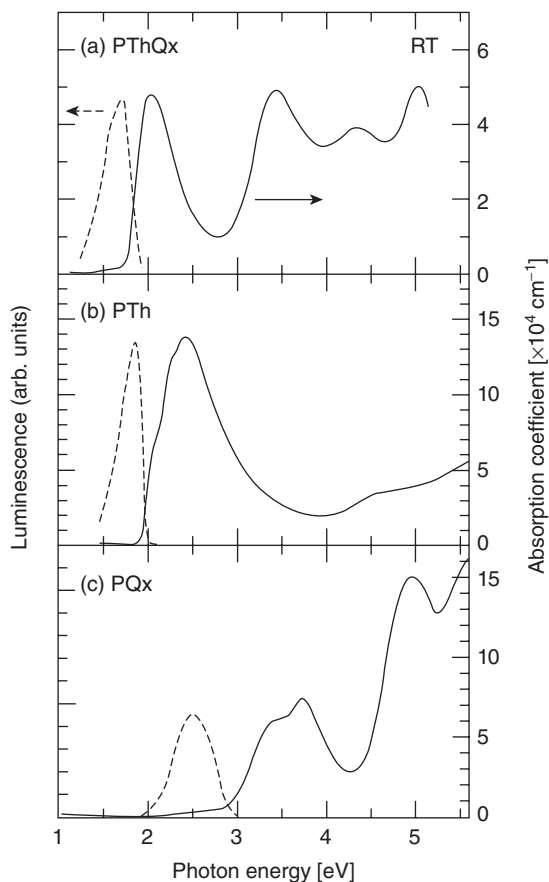 (a) PThQx RT
6
4
2
0
(b) PTh
15
10
5
0
(c) PQx
15
10
5
0
1 2 3 4 5
Photon energy [eV]
Luminescence (arb. units)
Absorption coefficient [×10⁴ cm⁻¹]